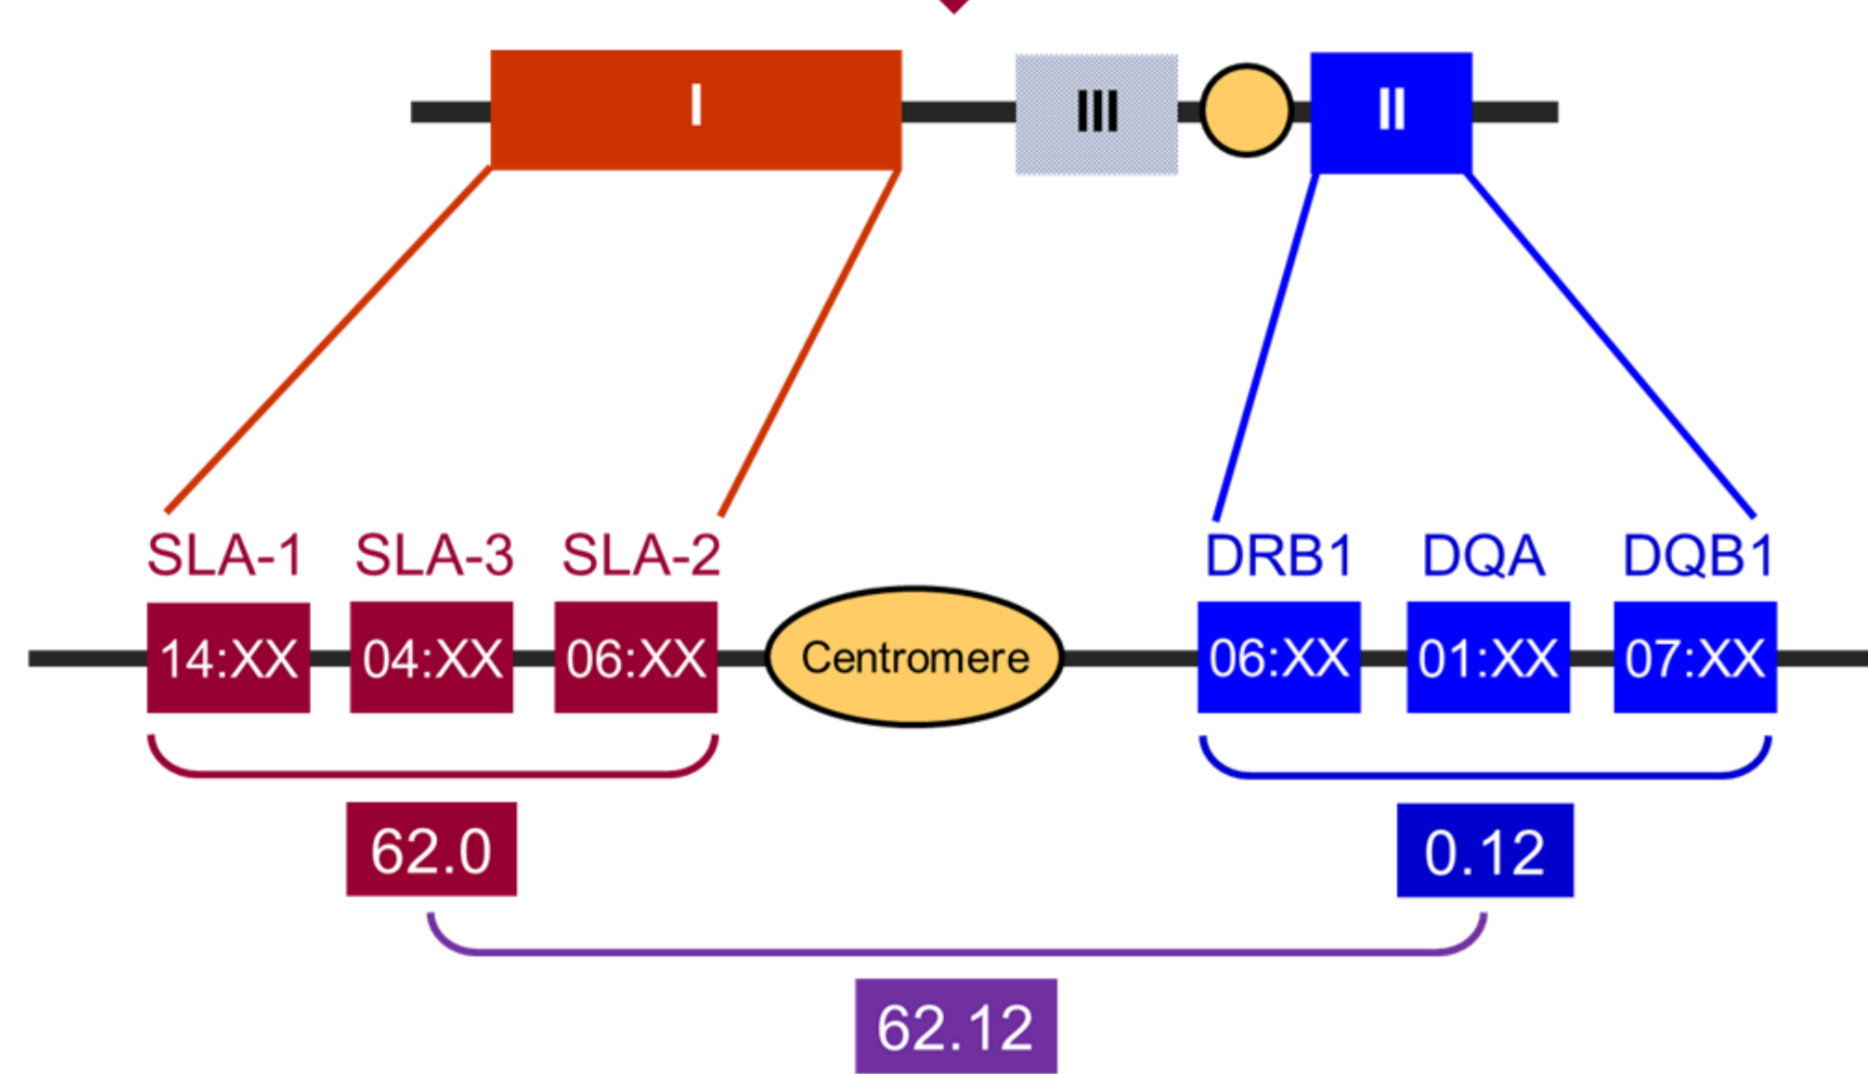 I III II
SLA-1 SLA-3 SLA-2 DRB1 DQA DQB1
14:XX 04:XX 06:XX Centromere 06:XX 01:XX 07:XX
62.0 0.12
62.12